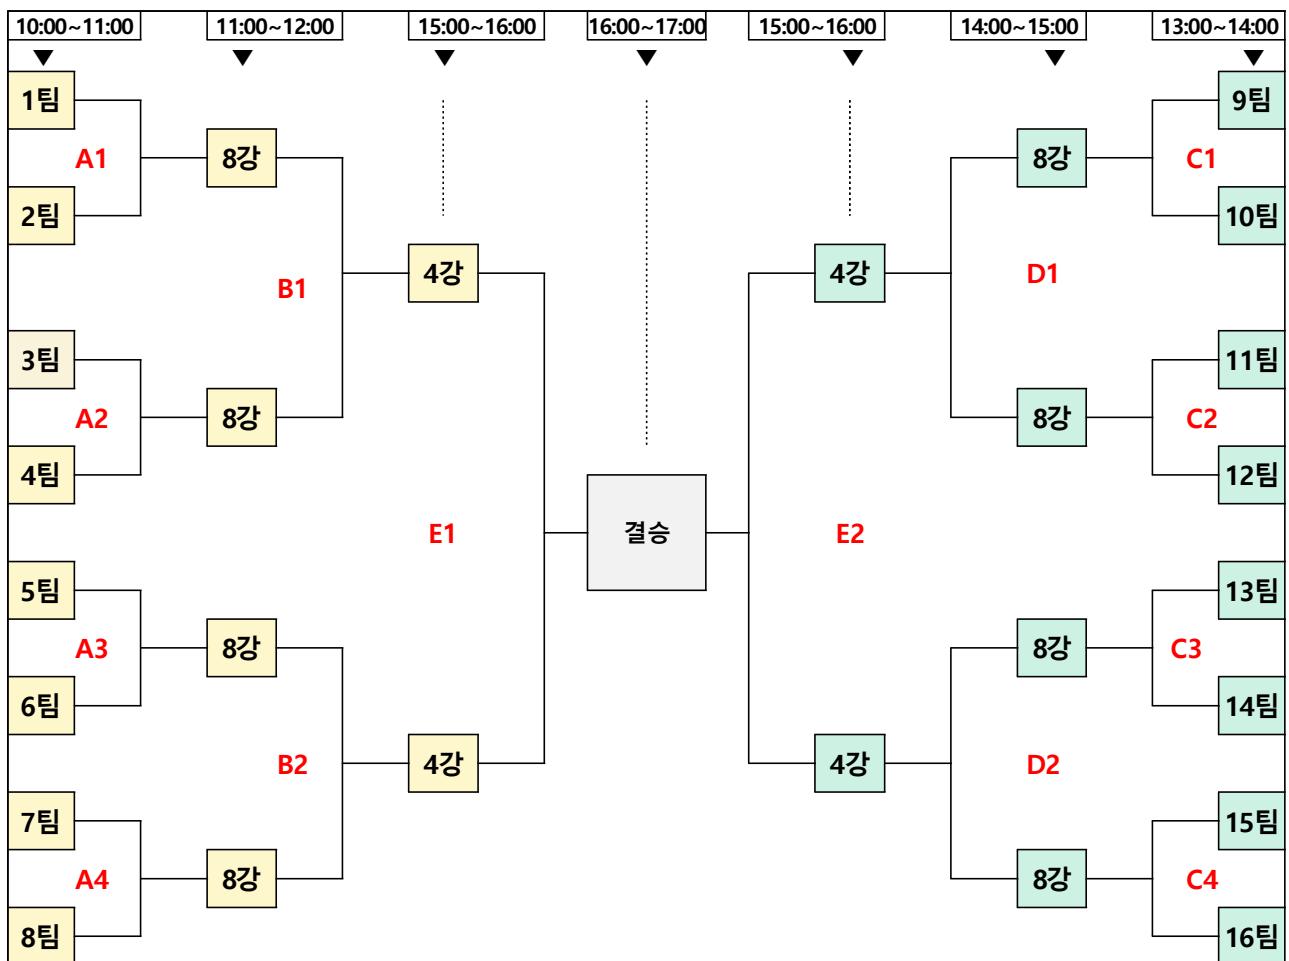 10:00~11:00 11:00~12:00 15:00~16:00 16:00~17:00 15:00~16:00 14:00~15:00 13:00~14:00
1팀 9팀
A1 8강 8강 C1
2팀 10팀
B1 4강 4강 D1
3팀 11팀
A2 8강 8강 C2
4팀 12팀
E1 결승 E2
5팀 13팀
A3 8강 8강 C3
6팀 14팀
B2 4강 4강 D2
7팀 15팀
A4 8강 8강 C4
8팀 16팀